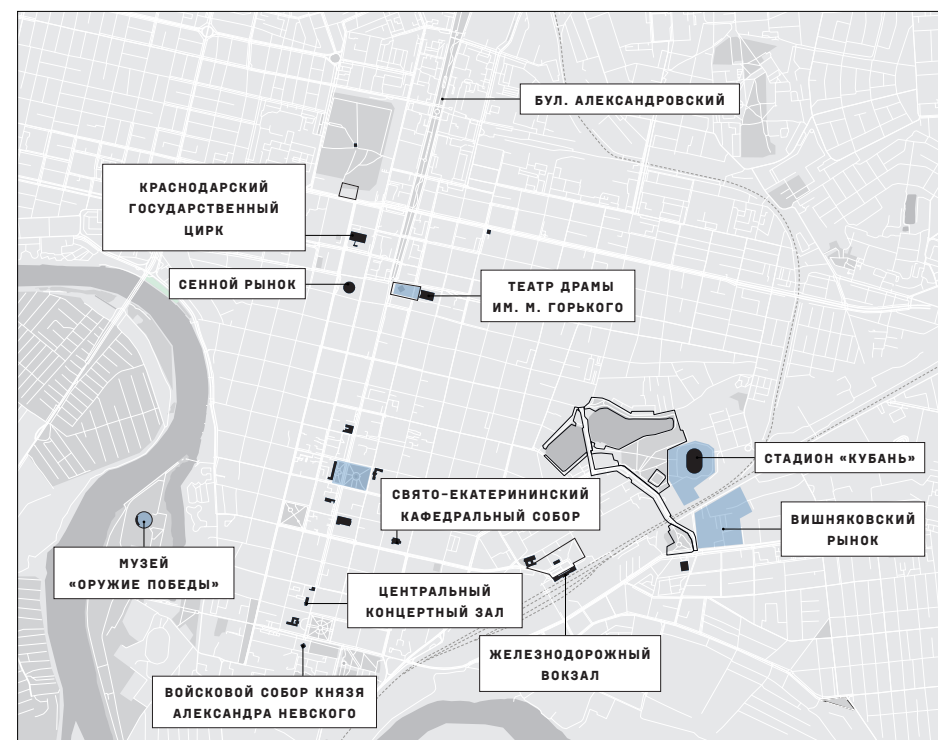 БУЛ. АЛЕКСАНДРОВСКИЙ
КРАСНОДАРСКИЙ
ГОСУДАРСТВЕННЫЙ
ЦИРК
СЕННОЙ РЫНОК
ТЕАТР ДРАМЫ
ИМ. М. ГОРЬКОГО
СТАДИОН «КУБАНЬ»
СВЯТО-ЕКАТЕРИНИНСКИЙ
КАФЕДРАЛЬНЫЙ СОБОР
ВИШНЯКОВСКИЙ
РЫНОК
МУЗЕЙ
«ОРУЖИЕ ПОБЕДЫ»
ЦЕНТРАЛЬНЫЙ
КОНЦЕРТНЫЙ ЗАЛ
ЖЕЛЕЗНОДОРОЖНЫЙ
ВОКЗАЛ
ВОЙСКОВОЙ СОБОР КНЯЗЯ
АЛЕКСАНДРА НЕВСКОГО